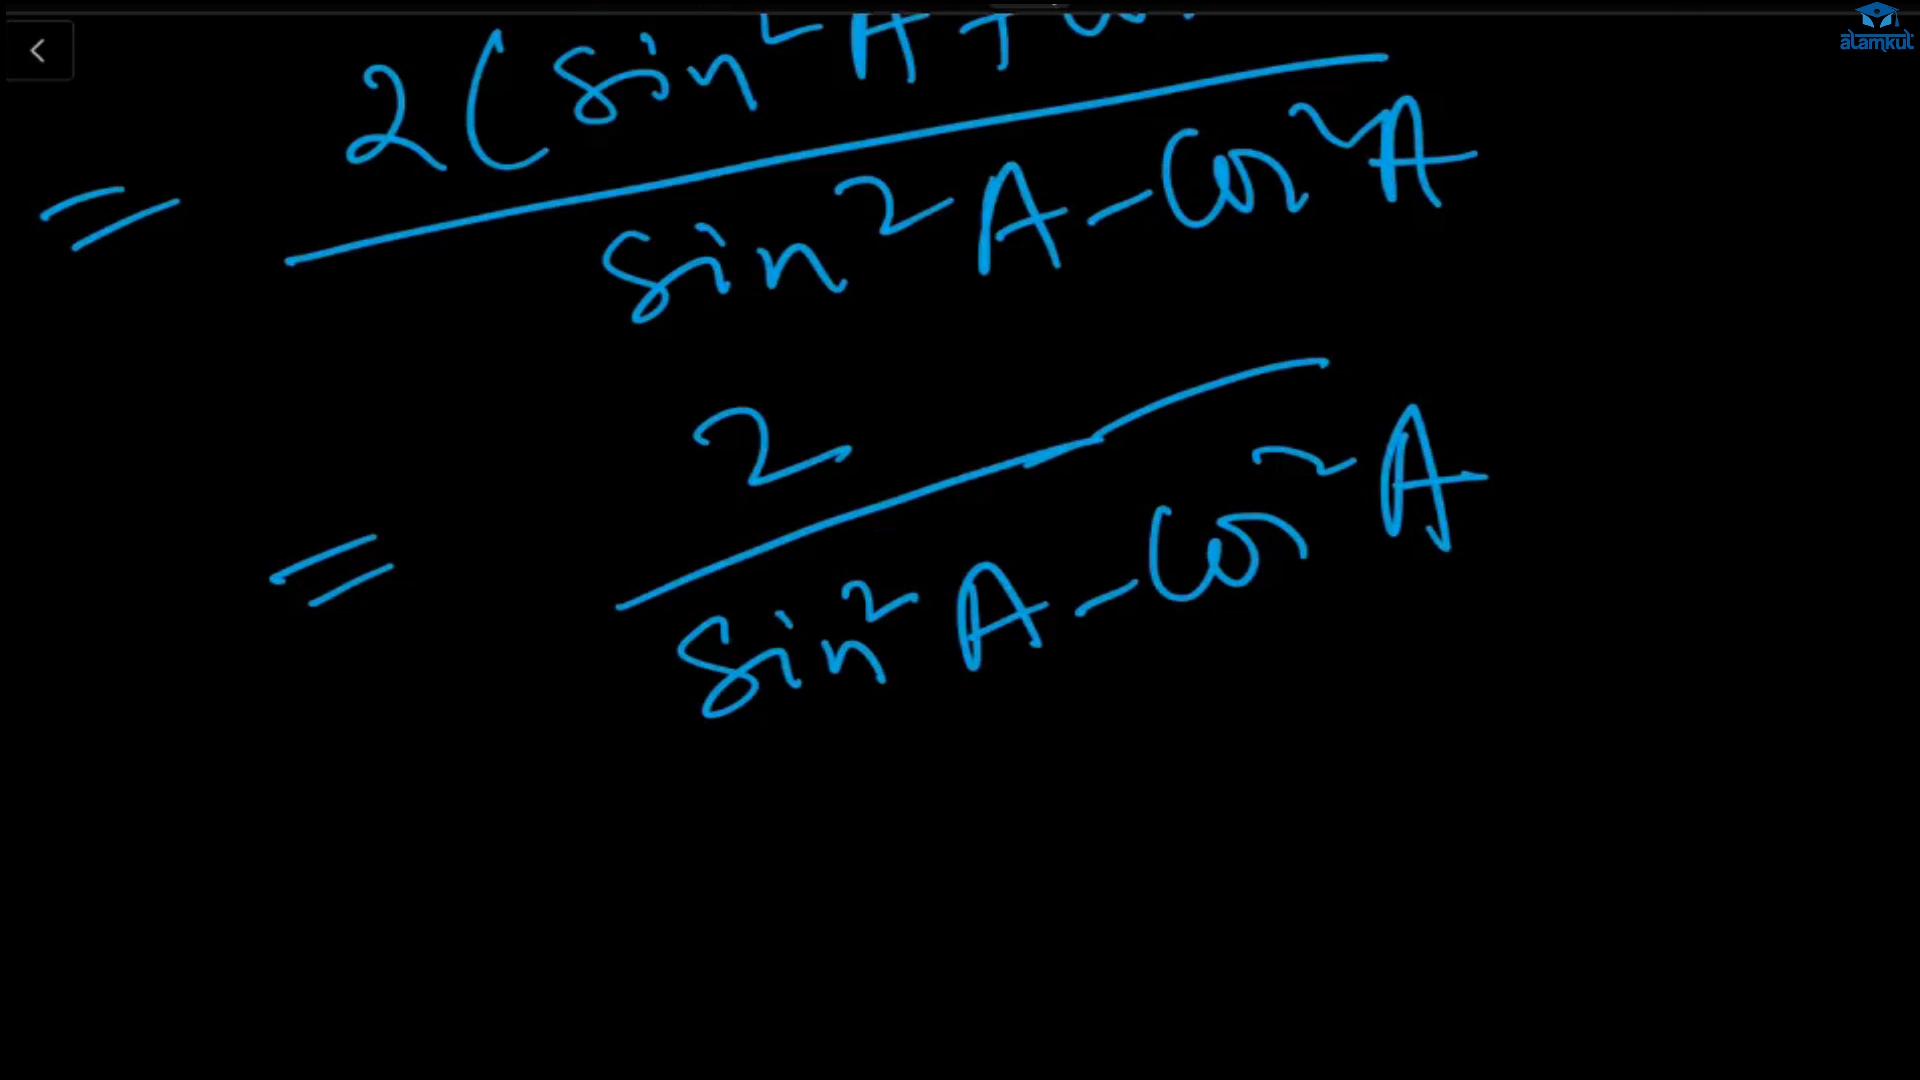 alamkul
2(sin²A+
=
sin²A-cos²A
2
=
sin²A-cos²A